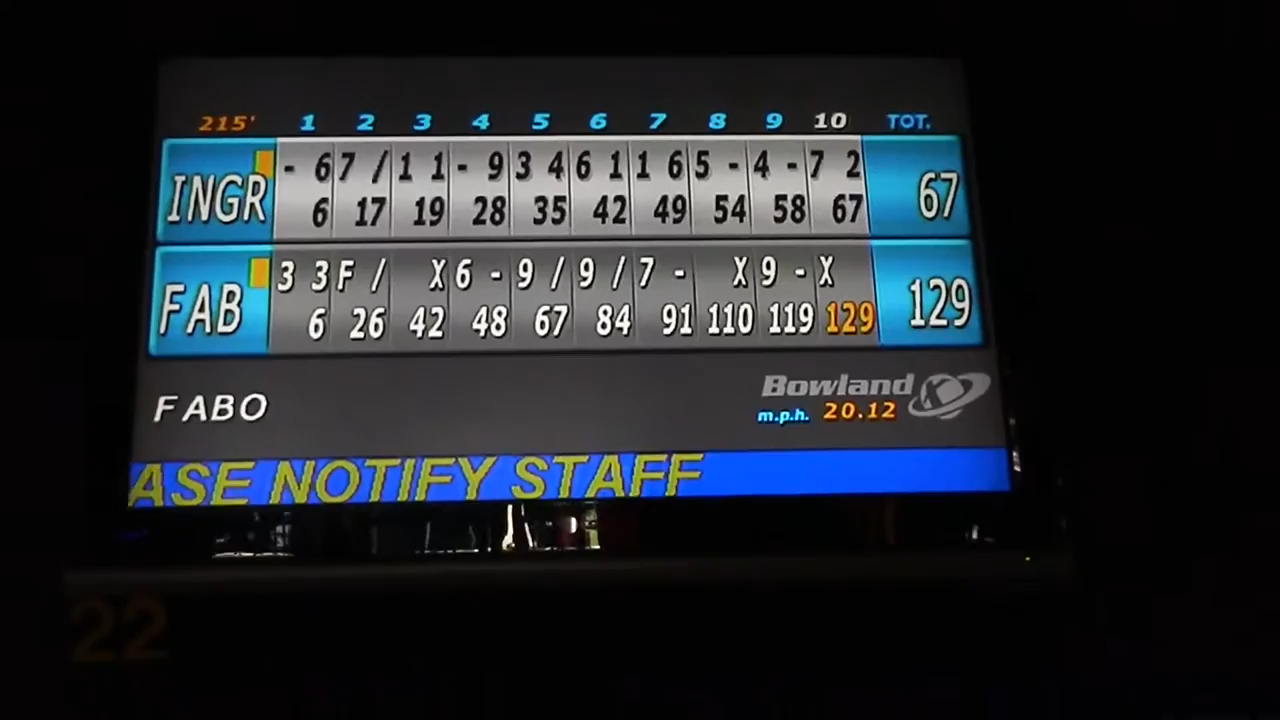 215' 1 2 3 4 5 6 7 8 9 10 TOT.
INGR - 6 7 / 1 1 - 9 3 4 6 1 1 6 5 - 4 - 7 2 67
6 17 19 28 35 42 49 54 58 67
FAB 3 3 F / X 6 - 9 / 9 / 7 - X 9 - X 129
6 26 42 48 67 84 91 110 119 129
FABO
Bowland
m.p.h. 20.12
ASE NOTIFY STAFF
22